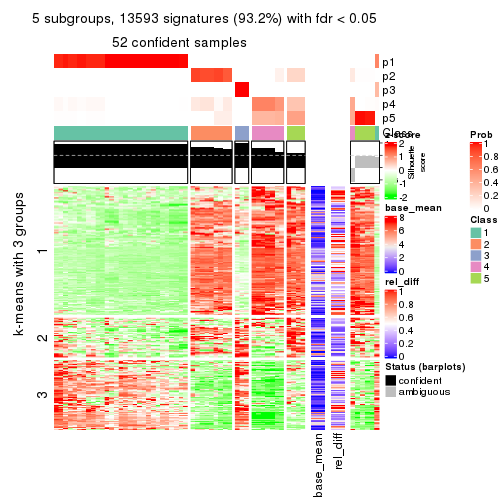 5 subgroups, 13593 signatures (93.2%) with fdr < 0.05
52 confident samples
p1
p2
p3
p4
p5
Class
k-means with 3 groups
1
2
3
base_mean
rel_diff
Silhouette
score
z-score
2
1
0
-1
-2
base_mean
8
6
4
2
0
rel_diff
1
0.8
0.6
0.4
0.2
0
Status (barplots)
confident
ambiguous
Prob
1
0.8
0.6
0.4
0.2
0
Class
1
2
3
4
5